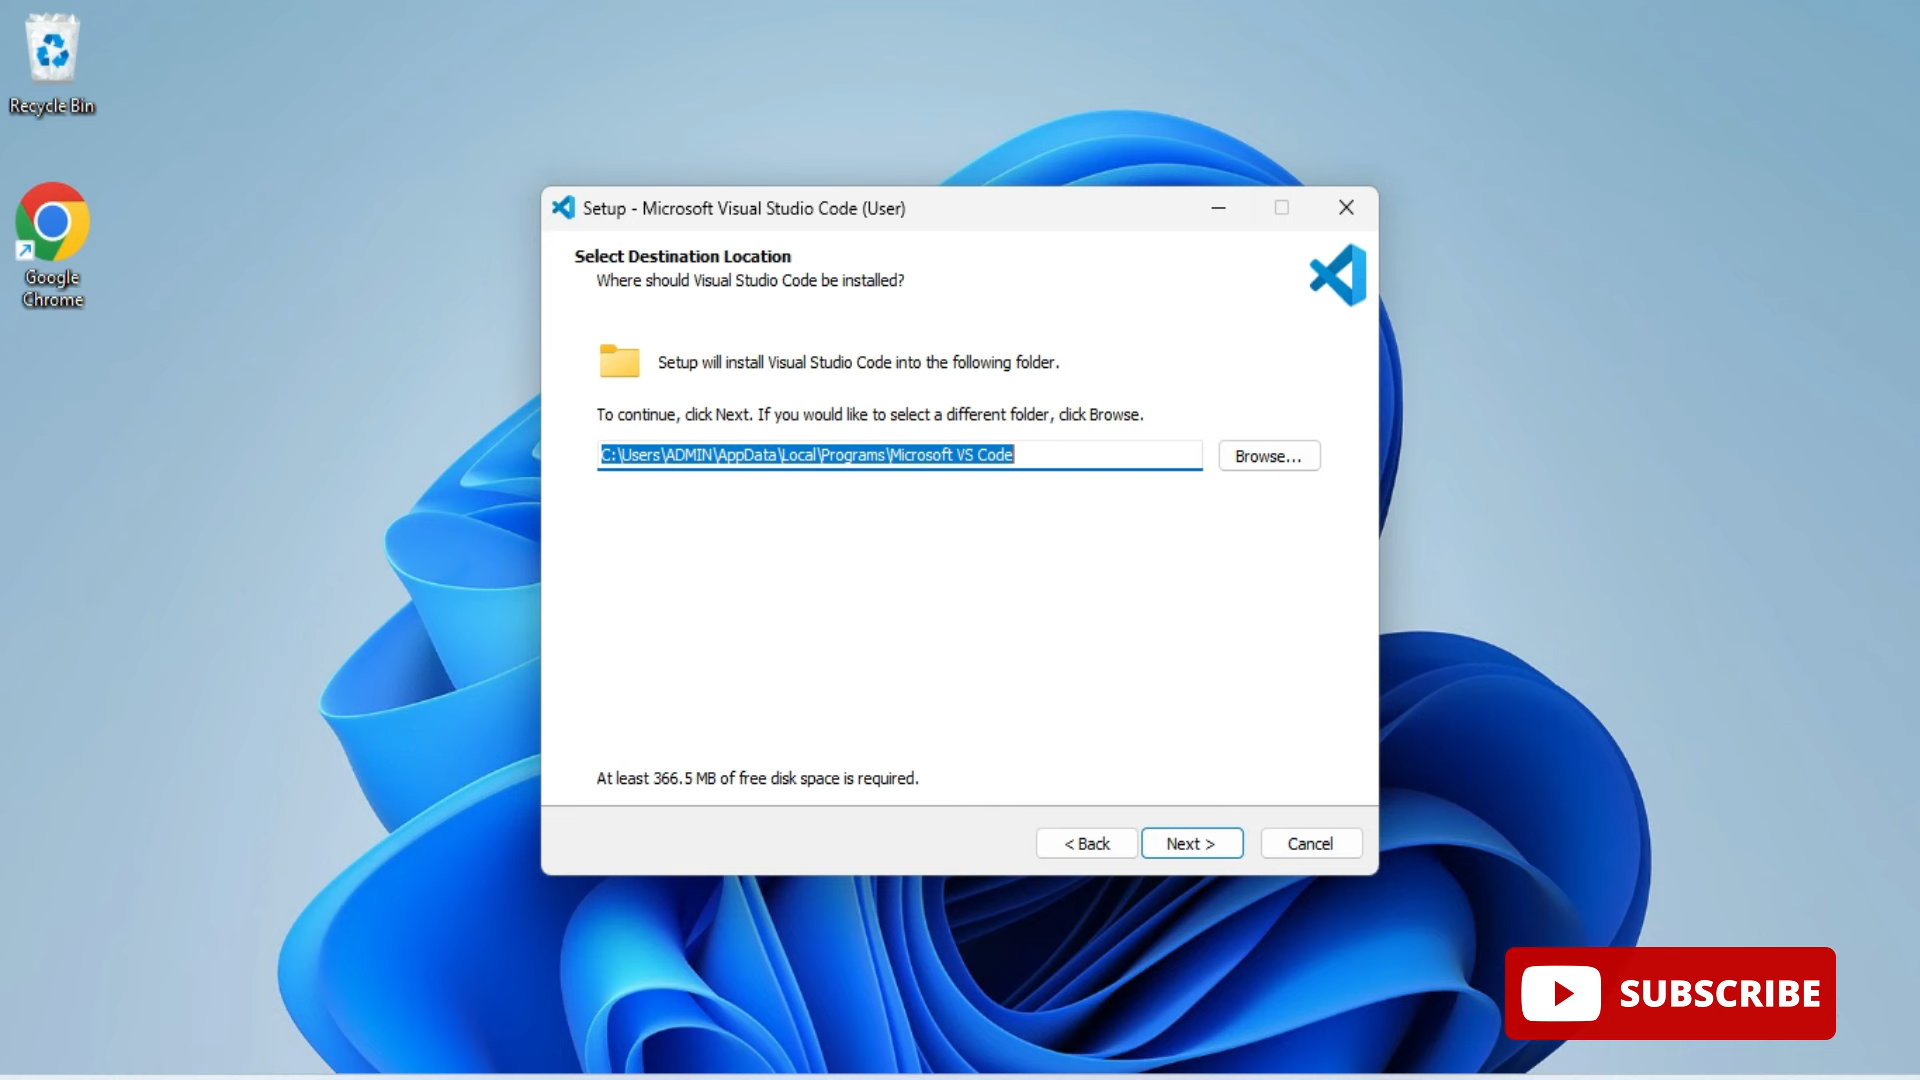 Recycle Bin
Google
Chrome
Setup - Microsoft Visual Studio Code (User)
Select Destination Location
Where should Visual Studio Code be installed?
Setup will install Visual Studio Code into the following folder.
To continue, click Next. If you would like to select a different folder, click Browse.
C:\Users\ADMIN\AppData\Local\Programs\Microsoft VS Code
Browse...
At least 366.5 MB of free disk space is required.
< Back
Next >
Cancel
SUBSCRIBE